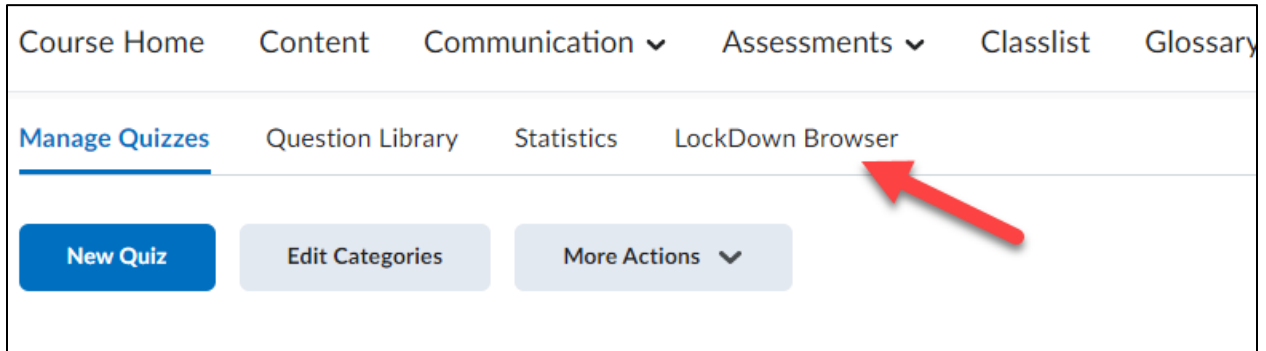 Course Home Content Communication Assessments Classlist Glossary
Manage Quizzes Question Library Statistics LockDown Browser
New Quiz Edit Categories More Actions